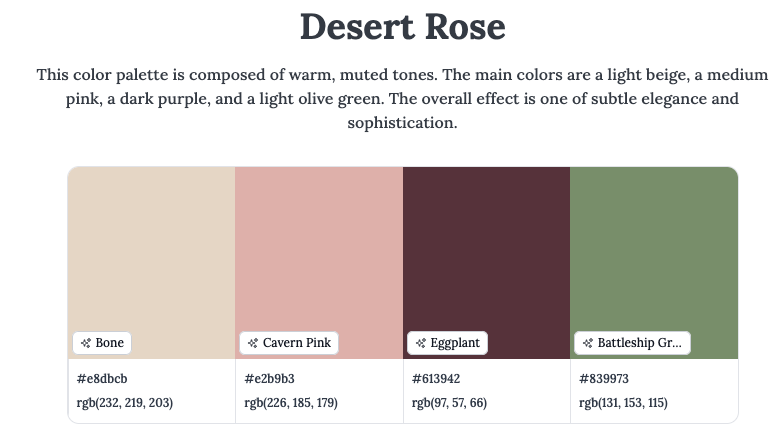 Desert Rose
This color palette is composed of warm, muted tones. The main colors are a light beige, a medium
pink, a dark purple, and a light olive green. The overall effect is one of subtle elegance and
sophistication.
Bone
Cavern Pink
Eggplant
Battleship Gr...
#e8dbcb
#e2b9b3
#613942
#839973
rgb(232, 219, 203)
rgb(226, 185, 179)
rgb(97, 57, 66)
rgb(131, 153, 115)